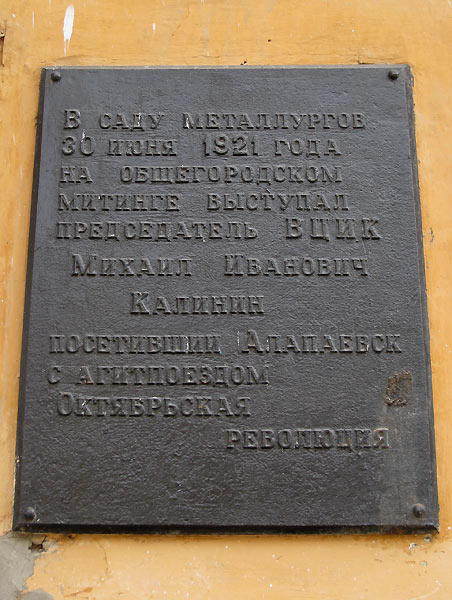 В САДУ МЕТАЛЛУРГОВ
30 ИЮНЯ 1921 ГОДА
НА ОБЩЕГОРОДСКОМ
МИТИНГЕ ВЫСТУПАЛ
ПРЕДСЕДАТЕЛЬ ВЦИК
МИХАИЛ ИВАНОВИЧ
КАЛИНИН
ПОСЕТИВШИЙ АЛАПАЕВСК
С АГИТПОЕЗДОМ
ОКТЯБРЬСКАЯ
РЕВОЛЮЦИЯ